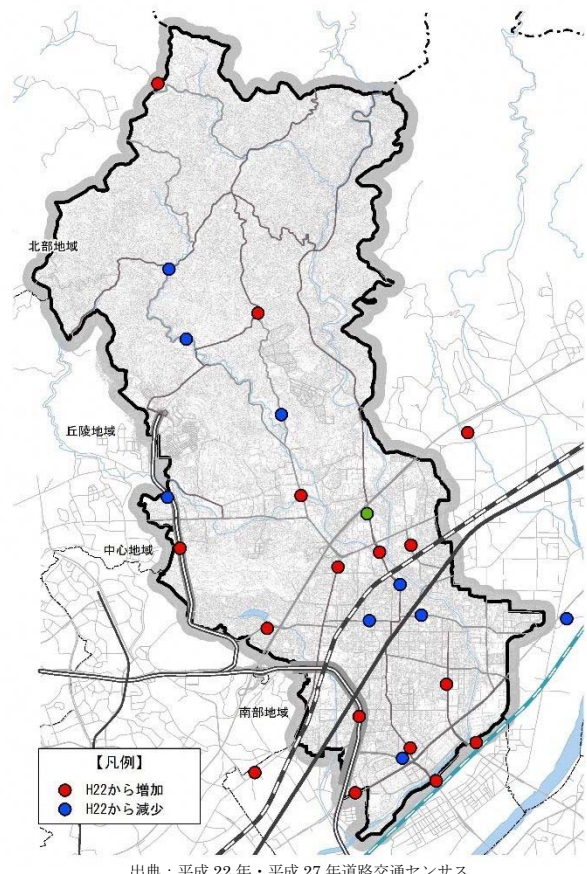 北部地域
丘陵地域
中心地域
南部地域
【凡例】
H22から増加
H22から減少
出典：平成 22 年・平成 27 年道路交通センサス